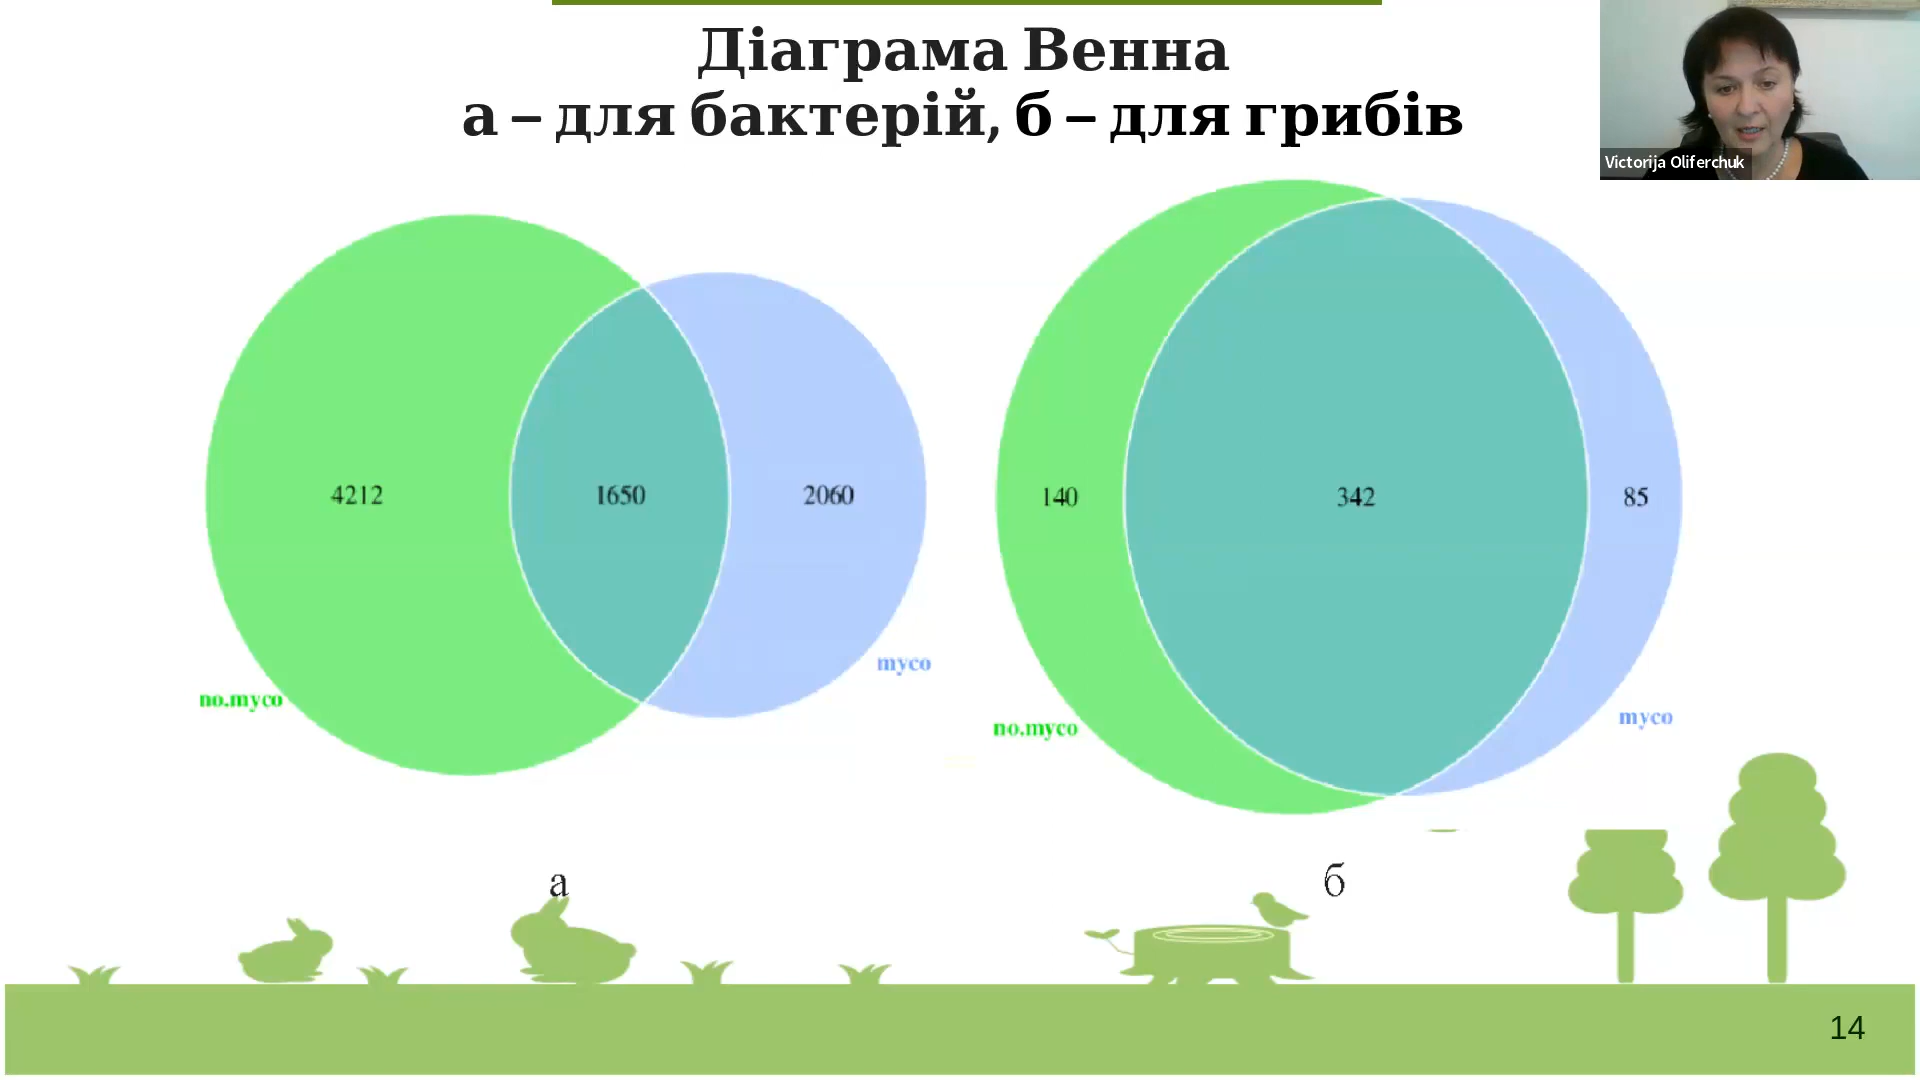 Діаграма Венна
а – для бактерій, б – для грибів
Victorija Oliferchuk
4212
1650
2060
no.myco
myco
140
342
85
no.myco
myco
а
б
14